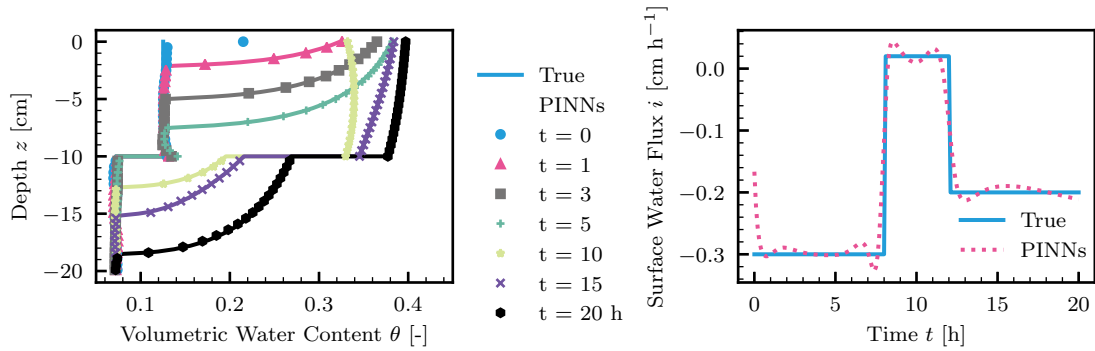 0
−5
−10
−15
−20
Depth z [cm]
0.1
0.2
0.3
0.4
Volumetric Water Content θ [-]
True
PINNs
t = 0
t = 1
t = 3
t = 5
t = 10
t = 15
t = 20 h
0.0
−0.1
−0.2
−0.3
Surface Water Flux i [cm h⁻¹]
True
PINNs
0
5
10
15
20
Time t [h]